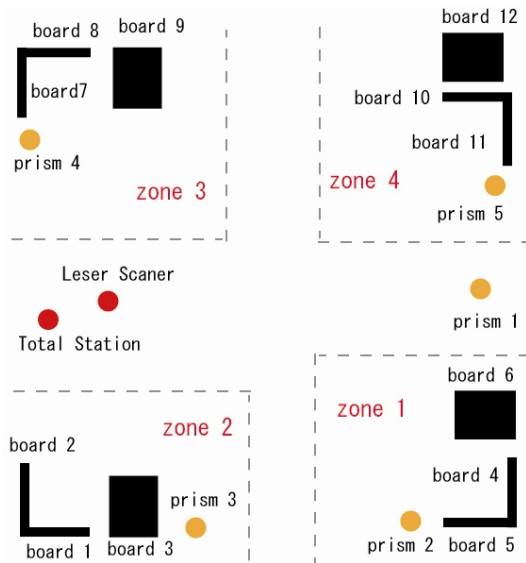 board 8
board 9
board 12
board7
board 10
board 11
prism 4
zone 3
zone 4
prism 5
Leser Scaner
Total Station
prism 1
board 6
zone 1
zone 2
board 2
board 4
prism 3
board 1
board 3
prism 2
board 5